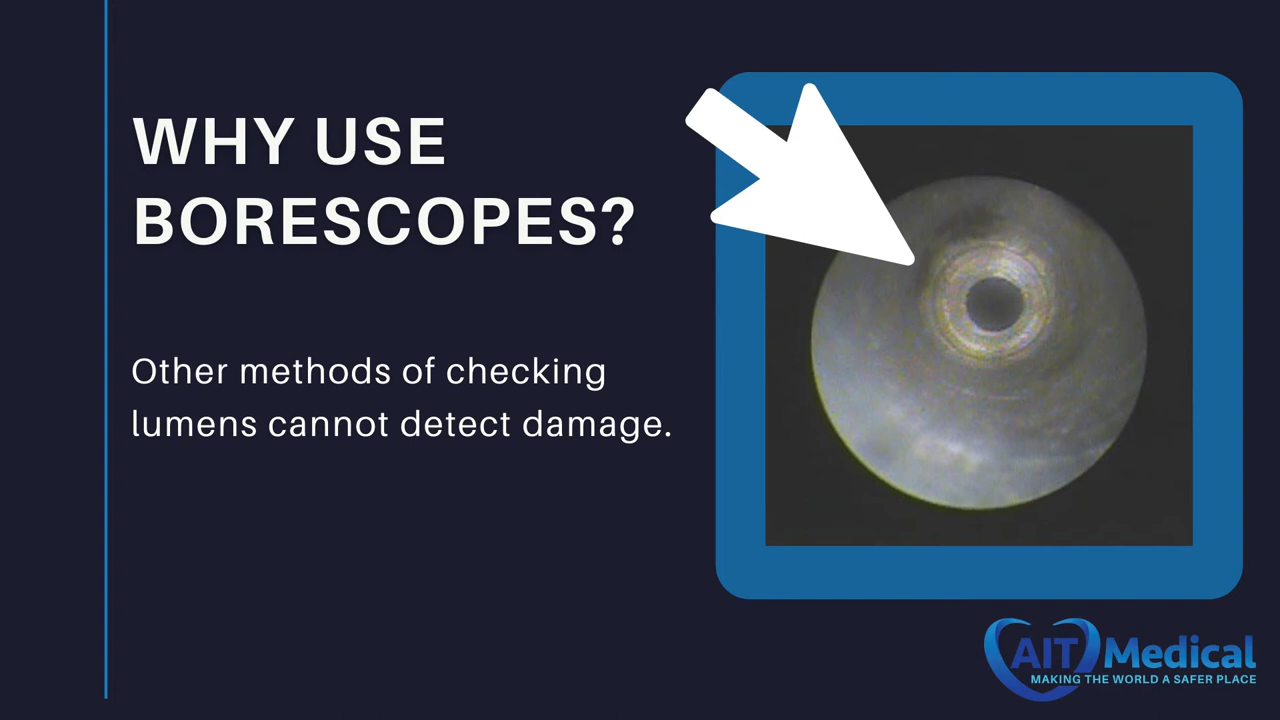 WHY USE
BORESCOPES?
Other methods of checking
lumens cannot detect damage.
AIT Medical
MAKING THE WORLD A SAFER PLACE